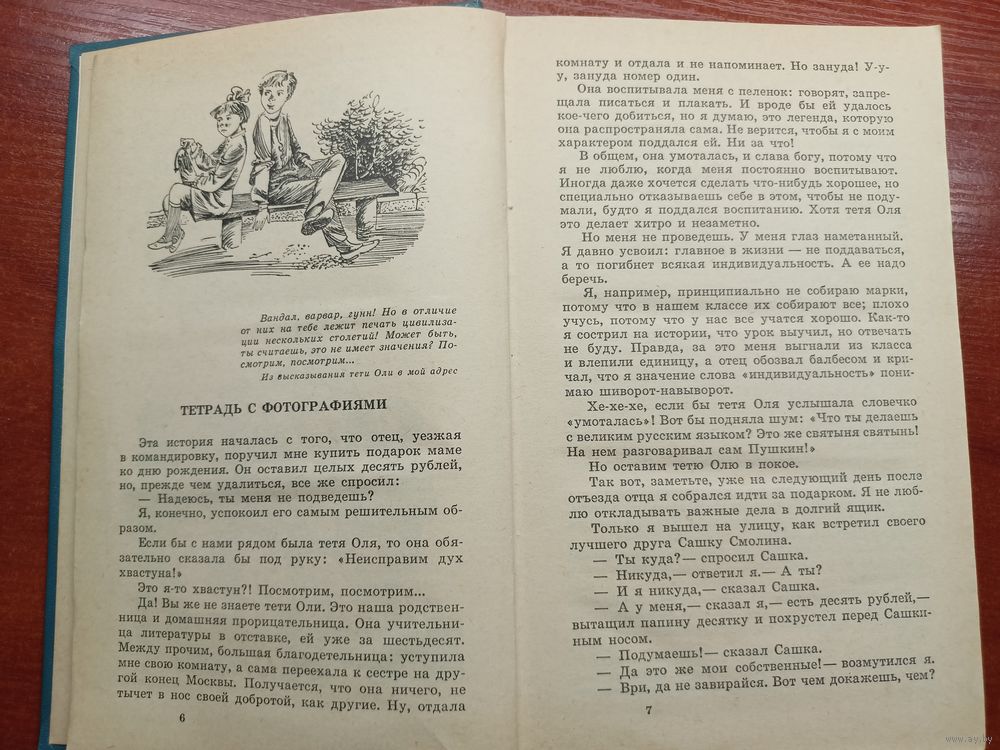 Вандал, варвар, гунн! Но в отличие
от них на тебе лежит печать цивилиза-
ции нескольких столетий! Может быть,
ты считаешь, это не имеет значения? По-
смотрим, посмотрим...
Из высказывания тети Оли в мой адрес
ТЕТРАДЬ С ФОТОГРАФИЯМИ
Эта история началась с того, что отец, уезжая
в командировку, поручил мне купить подарок маме
ко дню рождения. Он оставил целых десять рублей,
но, прежде чем удалиться, все же спросил:
— Надеюсь, ты меня не подведешь?
Я, конечно, успокоил его самым решительным об-
разом.
Если бы с нами рядом была тетя Оля, то она обя-
зательно сказала бы под руку: «Неисправим дух
хвастуна!»
Это я-то хвастун?! Посмотрим, посмотрим...
Да! Вы же не знаете тети Оли. Это наша родствен-
ница и домашняя прорицательница. Она учительни-
ца литературы в отставке, ей уже за шестьдесят.
Между прочим, большая благодетельница: уступила
мне свою комнату, а сама переехала к сестре на дру-
гой конец Москвы. Получается, что она ничего, не
тычет в нос своей добротой, как другие. Ну, отдала
6
комнату и отдала и не напоминает. Но зануда! У-у-
у, зануда номер один.
Она воспитывала меня с пеленок: говорят, запре-
щала писаться и плакать. И вроде бы ей удалось
кое-чего добиться, но я думаю, это легенда, которую
она распространяла сама. Не верится, чтобы я с моим
характером поддался ей. Ни за что!
В общем, она умоталась, и слава богу, потому что
я не люблю, когда меня постоянно воспитывают.
Иногда даже хочется сделать что-нибудь хорошее, но
специально отказываешь себе в этом, чтобы не поду-
мали, будто я поддался воспитанию. Хотя тетя Оля
это делает хитро и незаметно.
Но меня не проведешь. У меня глаз наметанный.
Я давно усвоил: главное в жизни — не поддаваться,
а то погибнет всякая индивидуальность. А ее надо
беречь.
Я, например, принципиально не собираю марки,
потому что в нашем классе их собирают все; плохо
учусь, потому что у нас все учатся хорошо. Как-то
я сострил на истории, что урок выучил, но отвечать
не буду. Правда, за это меня выгнали из класса
и влепили единицу, а отец обозвал балбесом и кри-
чал, что я значение слова «индивидуальность» пони-
маю шиворот-навыворот.
Хе-хе-хе, если бы тетя Оля услышала словечко
«умоталась»! Вот бы подняла шум: «Что ты делаешь
с великим русским языком? Это же святыня святынь!
На нем разговаривал сам Пушкин!»
Но оставим тетю Олю в покое.
Так вот, заметьте, уже на следующий день после
отъезда отца я собрался идти за подарком. Я не люб-
лю откладывать важные дела в долгий ящик.
Только я вышел на улицу, как встретил своего
лучшего друга Сашку Смолина.
— Ты куда?— спросил Сашка.
— Никуда,— ответил я.— А ты?
— И я никуда,— сказал Сашка.
— А у меня,— сказал я,— есть десять рублей,—
вытащил папину десятку и похрустел перед Сашки-
ным носом.
— Подумаешь!— сказал Сашка.
— Да это же мои собственные!— возмутился я.
— Ври, да не завирайся. Вот чем докажешь, чем?
7
www.ay.by